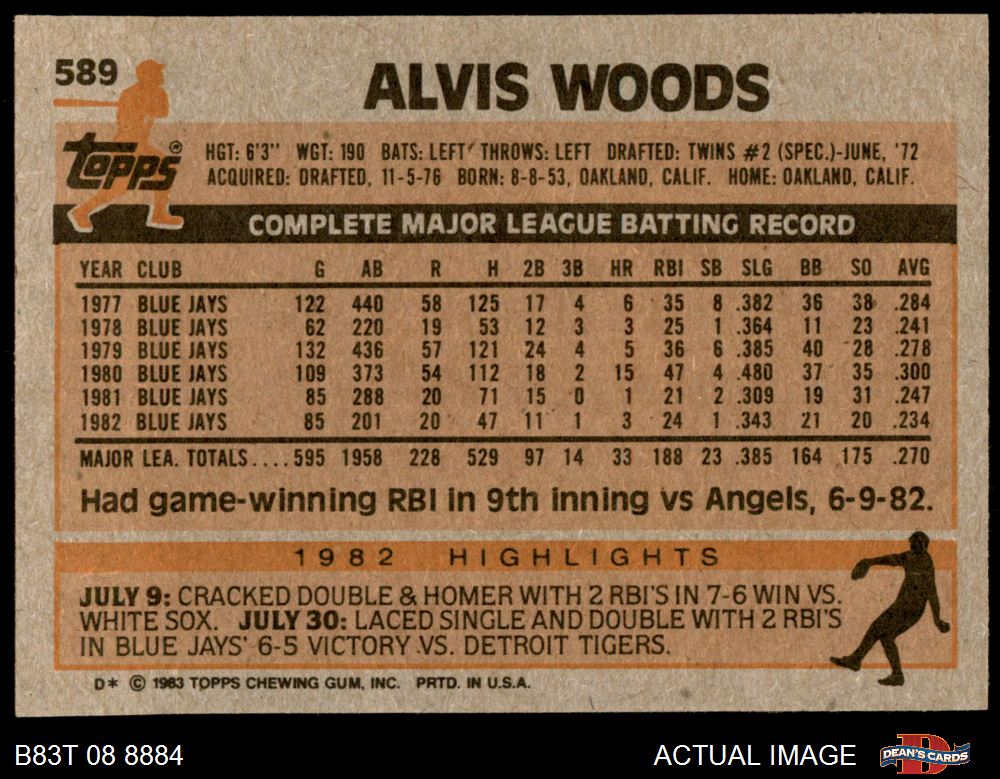 589
ALVIS WOODS
Topps®
HGT: 6'3" WGT: 190 BATS: LEFT THROWS: LEFT DRAFTED: TWINS #2 (SPEC.)-JUNE, '72
ACQUIRED: DRAFTED, 11-5-76 BORN: 8-8-53, OAKLAND, CALIF. HOME: OAKLAND, CALIF.
COMPLETE MAJOR LEAGUE BATTING RECORD
YEAR CLUB G AB R H 2B 3B HR RBI SB SLG BB SO AVG
1977 BLUE JAYS 122 440 58 125 17 4 6 35 8 .382 36 38 .284
1978 BLUE JAYS 62 220 19 53 12 3 3 25 1 .364 11 23 .241
1979 BLUE JAYS 132 436 57 121 24 4 5 36 6 .385 40 28 .278
1980 BLUE JAYS 109 373 54 112 18 2 15 47 4 .480 37 35 .300
1981 BLUE JAYS 85 288 20 71 15 0 1 21 2 .309 19 31 .247
1982 BLUE JAYS 85 201 20 47 11 1 3 24 1 .343 21 20 .234
MAJOR LEA. TOTALS.... 595 1958 228 529 97 14 33 188 23 .385 164 175 .270
Had game-winning RBI in 9th inning vs Angels, 6-9-82.
1982 HIGHLIGHTS
JULY 9: CRACKED DOUBLE & HOMER WITH 2 RBI'S IN 7-6 WIN VS.
WHITE SOX. JULY 30: LACED SINGLE AND DOUBLE WITH 2 RBI'S
IN BLUE JAYS' 6-5 VICTORY VS. DETROIT TIGERS.
D* © 1983 TOPPS CHEWING GUM, INC. PRTD. IN U.S.A.
B83T 08 8884
ACTUAL IMAGE
D
DEAN'S CARDS